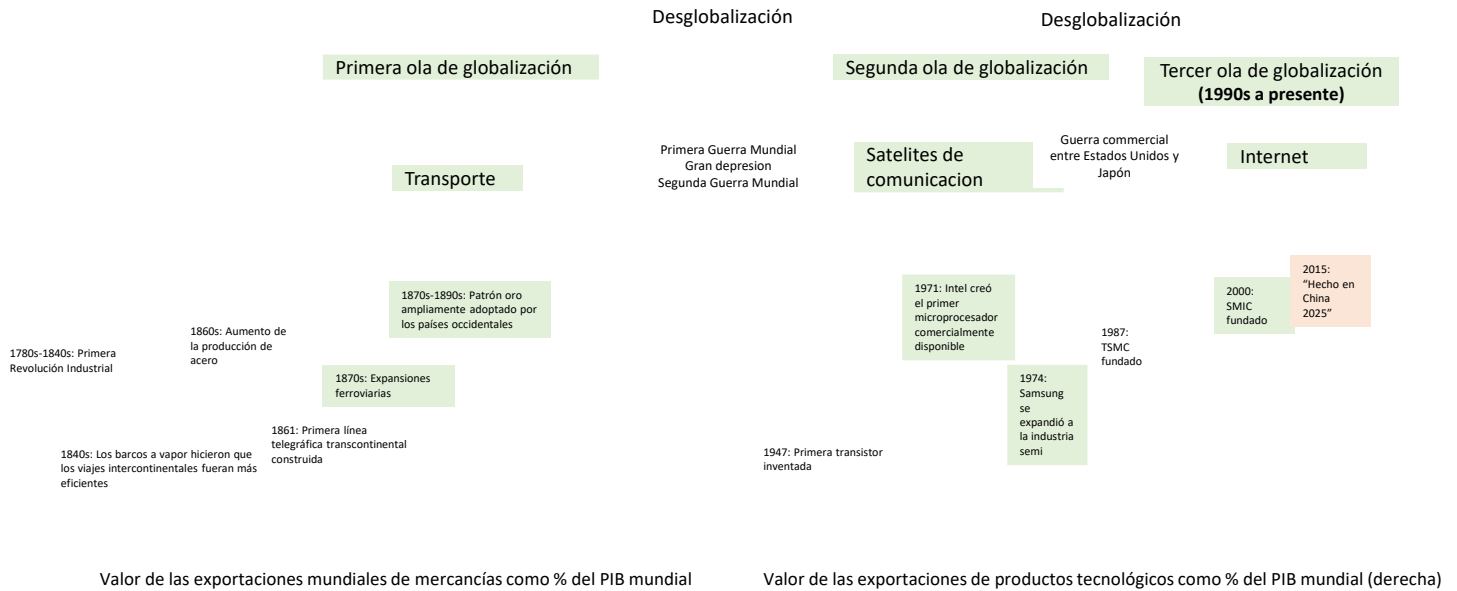 Desglobalización
Desglobalización
Primera ola de globalización
Segunda ola de globalización
Tercer ola de globalización
(1990s a presente)
Transporte
Primera Guerra Mundial
Gran depresion
Segunda Guerra Mundial
Satelites de
comunicacion
Guerra commercial
entre Estados Unidos y
Japón
Internet
1780s-1840s: Primera
Revolución Industrial
1840s: Los barcos a vapor hicieron que
los viajes intercontinentales fueran más
eficientes
1860s: Aumento de
la producción de
acero
1861: Primera línea
telegráfica transcontinental
construida
1870s-1890s: Patrón oro
ampliamente adoptado por
los países occidentales
1870s: Expansiones
ferroviarias
1947: Primera transistor
inventada
1971: Intel creó
el primer
microprocesador
comercialmente
disponible
1974:
Samsung
se
expandió a
la industria
semi
1987:
TSMC
fundado
2000:
SMIC
fundado
2015:
“Hecho en
China
2025”
Valor de las exportaciones mundiales de mercancías como % del PIB mundial
Valor de las exportaciones de productos tecnológicos como % del PIB mundial (derecha)